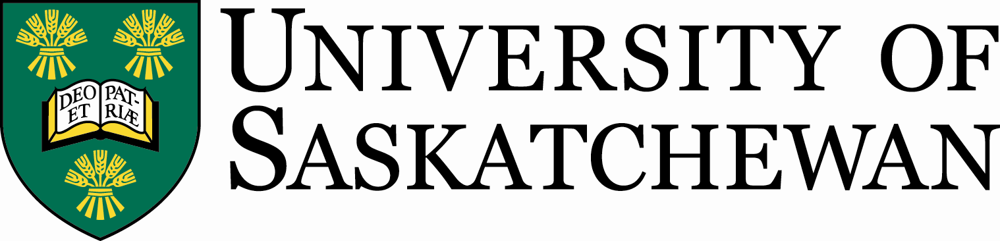 DEO PAT-
ET RIÆ
UNIVERSITY OF
SASKATCHEWAN